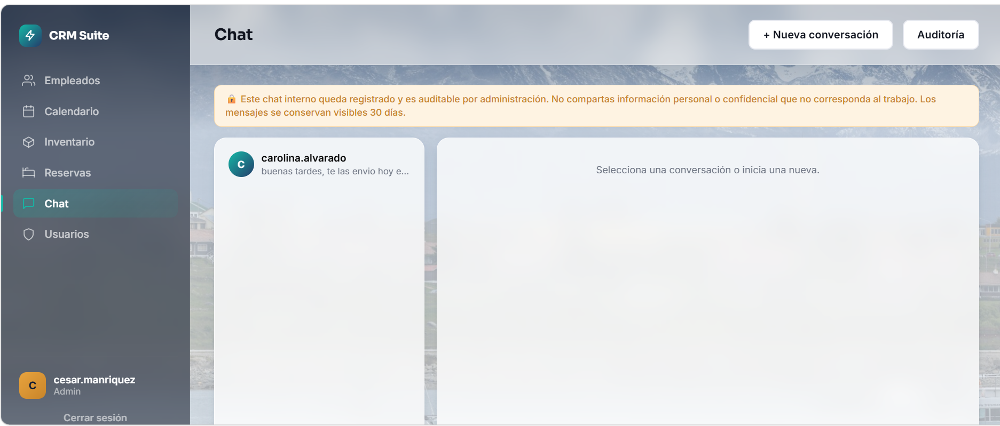 CRM Suite
Empleados
Calendario
Inventario
Reservas
Chat
Usuarios
cesar.manriquez
Admin
Cerrar sesión
Chat
+ Nueva conversación
Auditoría
🔒 Este chat interno queda registrado y es auditable por administración. No compartas información personal o confidencial que no corresponda al trabajo. Los
mensajes se conservan visibles 30 días.
C
carolina.alvarado
buenas tardes, te las envio hoy e...
Selecciona una conversación o inicia una nueva.
C